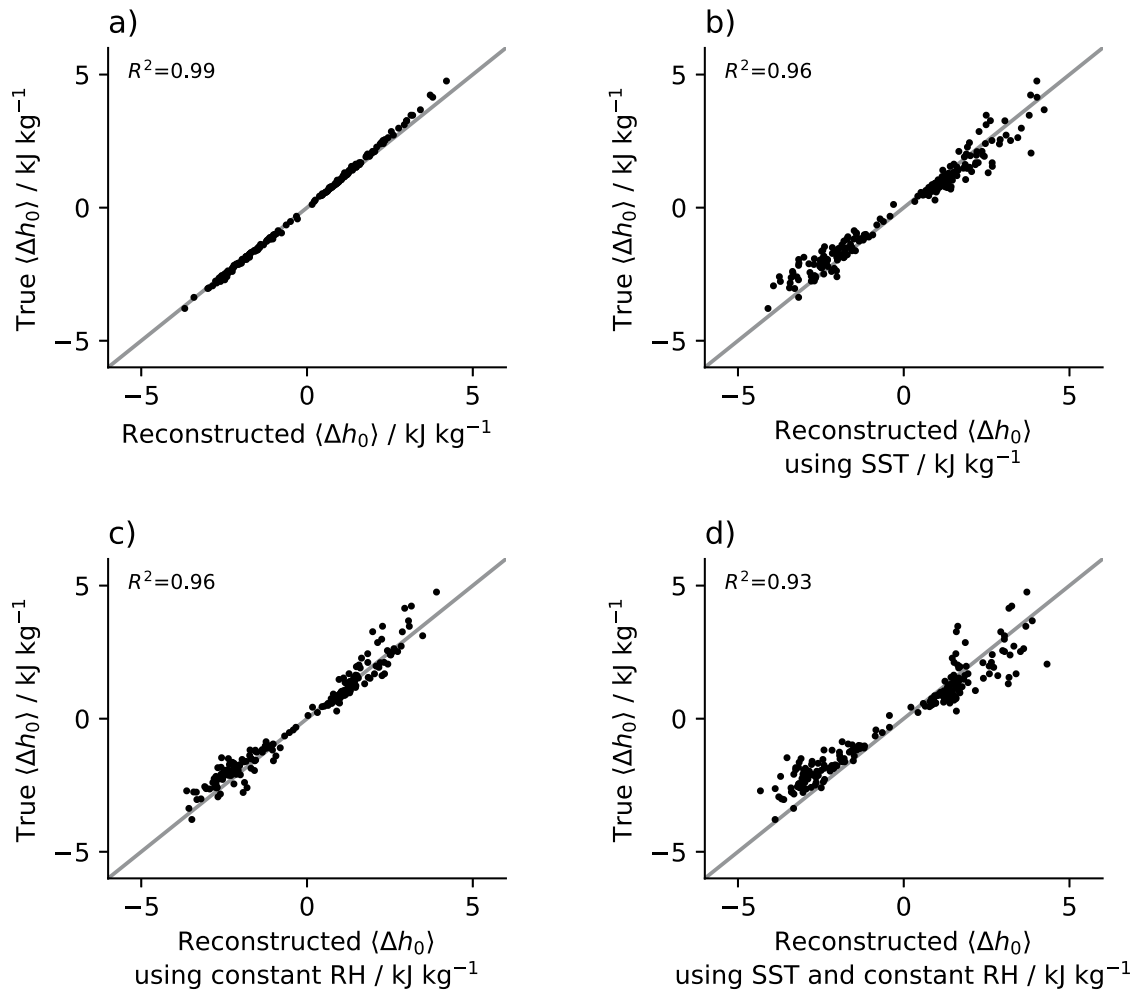 a)
R²=0.99
5
0
−5
True ⟨Δh₀⟩ / kJ kg⁻¹
−5 0 5
Reconstructed ⟨Δh₀⟩ / kJ kg⁻¹
b)
R²=0.96
5
0
−5
True ⟨Δh₀⟩ / kJ kg⁻¹
−5 0 5
Reconstructed ⟨Δh₀⟩
using SST / kJ kg⁻¹
c)
R²=0.96
5
0
−5
True ⟨Δh₀⟩ / kJ kg⁻¹
−5 0 5
Reconstructed ⟨Δh₀⟩
using constant RH / kJ kg⁻¹
d)
R²=0.93
5
0
−5
True ⟨Δh₀⟩ / kJ kg⁻¹
−5 0 5
Reconstructed ⟨Δh₀⟩
using SST and constant RH / kJ kg⁻¹